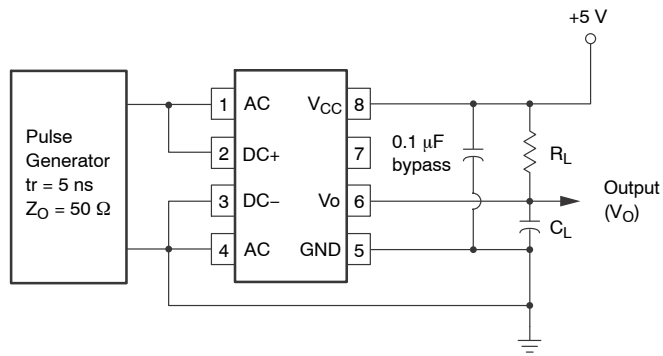 +5 V
Pulse
Generator
tr = 5 ns
ZO = 50 Ω
1 AC VCC 8
2 DC+ 7
3 DC− Vo 6
4 AC GND 5
0.1 μF
bypass
RL
Output
(VO)
CL